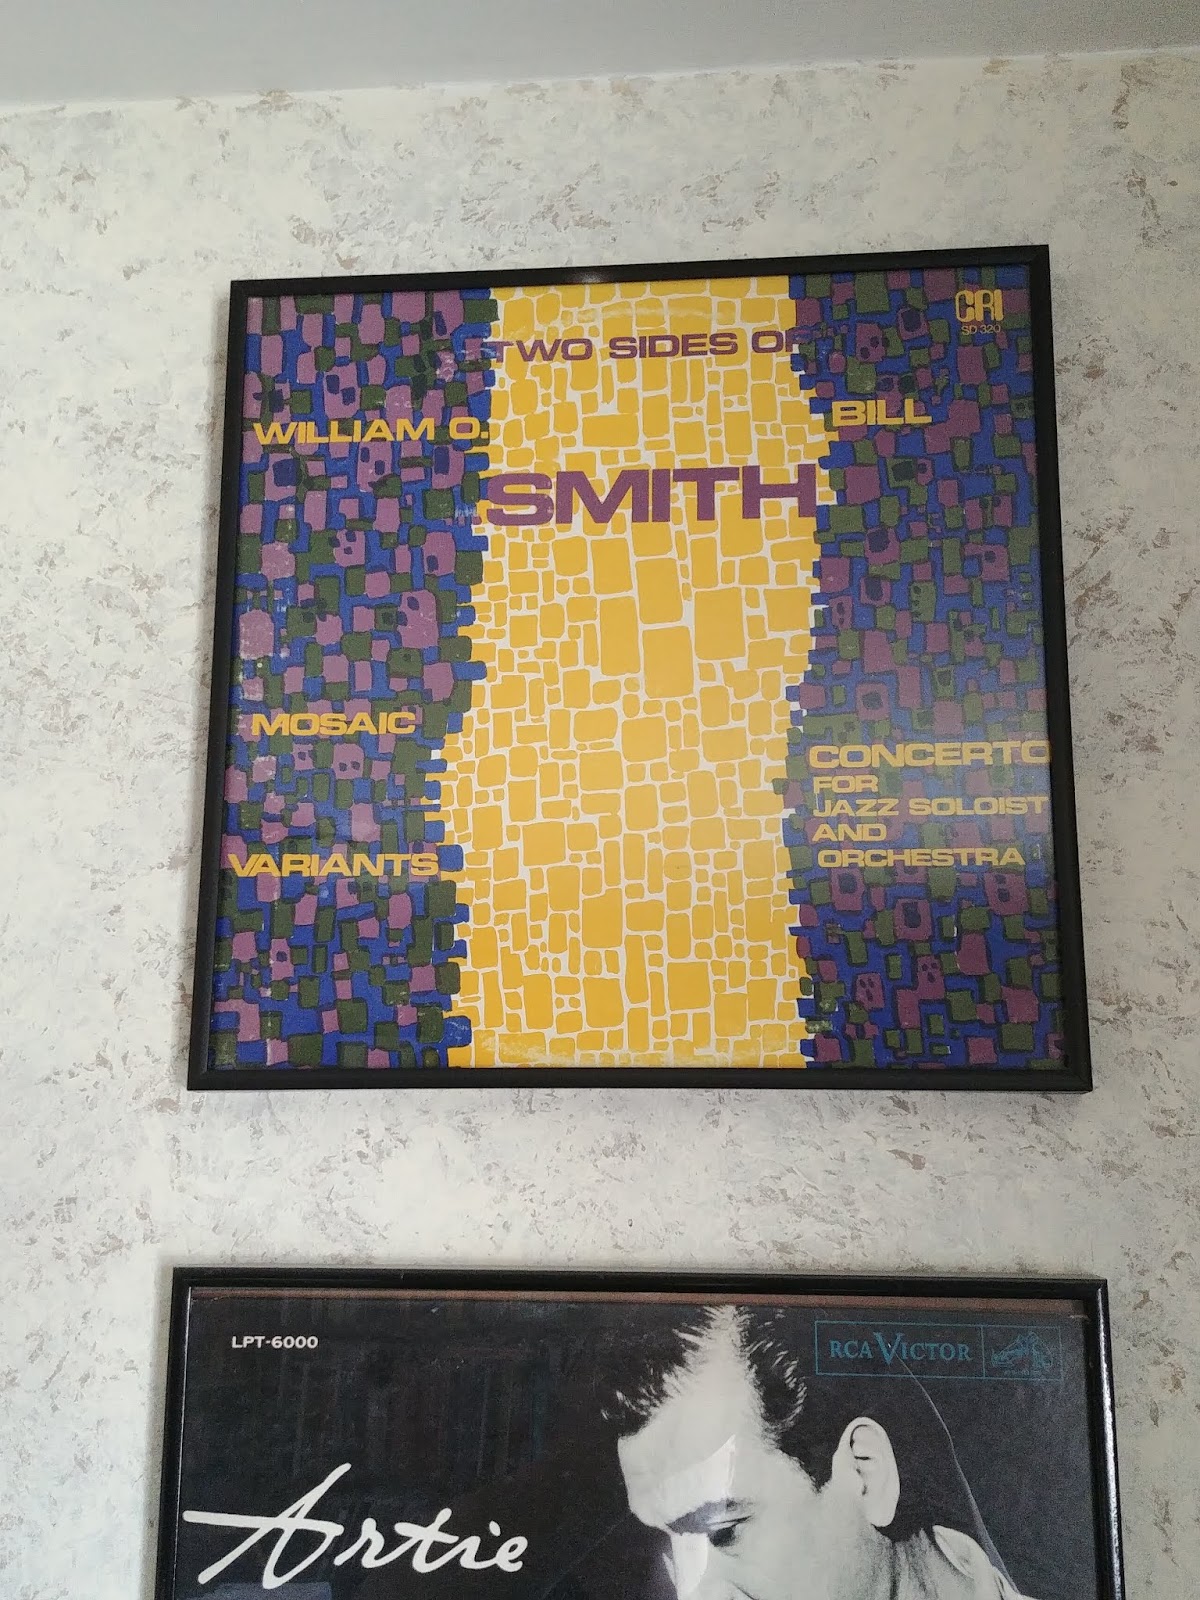 CRI
SD 320
TWO SIDES OF
WILLIAM O.
BILL
SMITH
MOSAIC
VARIANTS
CONCERTO
FOR
JAZZ SOLOIST
AND
ORCHESTRA
LPT-6000
RCA VICTOR
Artie